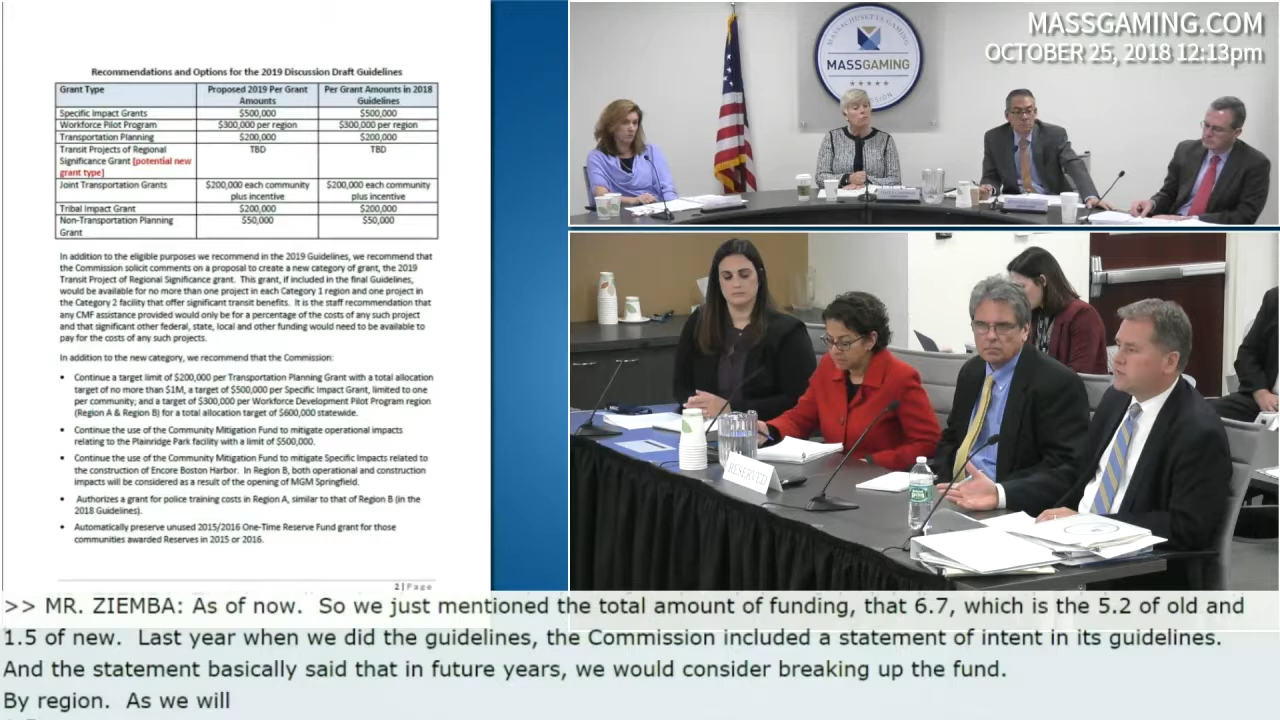 Recommendations and Options for the 2019 Discussion Draft Guidelines
Grant Type
Proposed 2019 Per Grant Amounts
Per Grant Amounts in 2018 Guidelines
Specific Impact Grants $500,000 $500,000
Workforce Pilot Program $300,000 per region $300,000 per region
Transportation Planning $200,000 $200,000
Transit Projects of Regional TBD TBD
Significance Grant [potential new
grant type]
Joint Transportation Grants $200,000 each community $200,000 each community
plus incentive plus incentive
Tribal Impact Grant $200,000 $200,000
Non-Transportation Planning $50,000 $50,000
Grant
In addition to the eligible purposes we recommend in the 2019 Guidelines, we recommend that
the Commission solicit comments on a proposal to create a new category of grant, the 2019
Transit Project of Regional Significance grant. This grant, if included in the final Guidelines,
would be available for no more than one project in each Category 1 region and one project in
the Category 2 facility that offer significant transit benefits. It is the staff recommendation that
any CMF assistance provided would only be for a percentage of the costs of any such project
and that significant other federal, state, local and other funding would need to be available to
pay for the costs of any such projects.
In addition to the new category, we recommend that the Commission:
• Continue a target limit of $200,000 per Transportation Planning Grant with a total allocation
target of no more than $1M, a target of $500,000 per Specific Impact Grant, limited to one
per community; and a target of $300,000 per Workforce Development Pilot Program region
(Region A & Region B) for a total allocation target of $600,000 statewide.
• Continue the use of the Community Mitigation Fund to mitigate operational impacts
relating to the Plainridge Park facility with a limit of $500,000.
• Continue the use of the Community Mitigation Fund to mitigate Specific Impacts related to
the construction of Encore Boston Harbor. In Region B, both operational and construction
impacts will be considered as a result of the opening of MGM Springfield.
• Authorizes a grant for police training costs in Region A, similar to that of Region B (in the
2018 Guidelines).
• Automatically preserve unused 2015/2016 One-Time Reserve Fund grant for those
communities awarded Reserves in 2015 or 2016.
2 | Page
MASSGAMING.COM
OCTOBER 25, 2018 12:13pm
MASSACHUSETTS GAMING
MASSGAMING
RESERVED
>> MR. ZIEMBA: As of now. So we just mentioned the total amount of funding, that 6.7, which is the 5.2 of old and
1.5 of new. Last year when we did the guidelines, the Commission included a statement of intent in its guidelines.
And the statement basically said that in future years, we would consider breaking up the fund.
By region. As we will